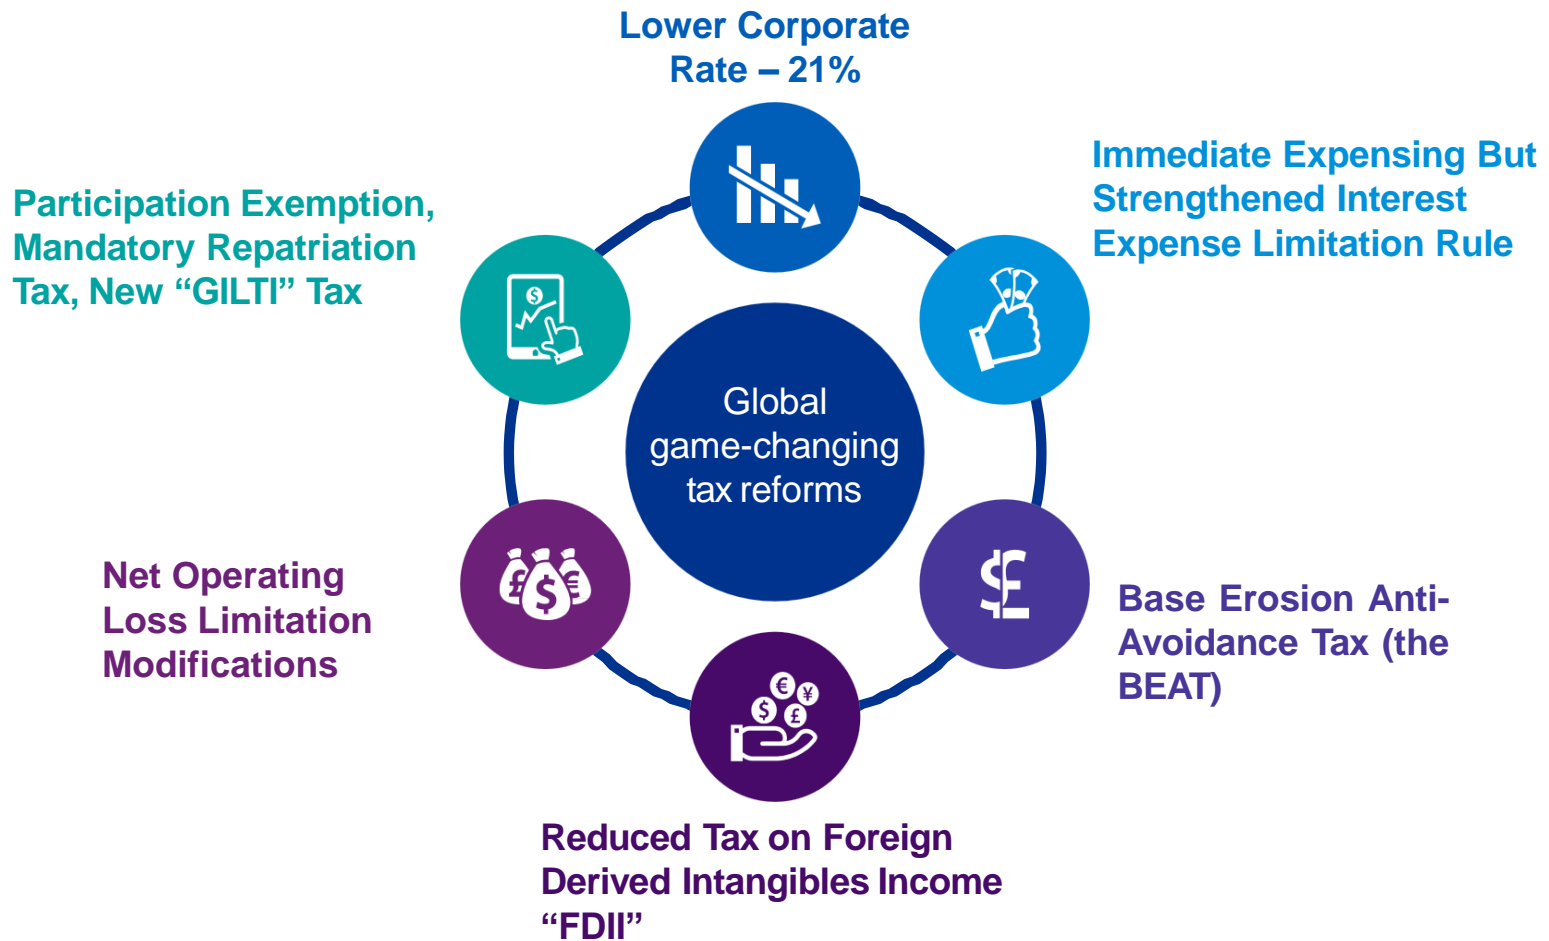 Lower Corporate
Rate – 21%
Immediate Expensing But
Strengthened Interest
Expense Limitation Rule
Participation Exemption,
Mandatory Repatriation
Tax, New “GILTI” Tax
$
Global
game-changing
tax reforms
Net Operating
Loss Limitation
Modifications
£ $ €
$£
Base Erosion Anti-
Avoidance Tax (the
BEAT)
€ ¥
$ £
Reduced Tax on Foreign
Derived Intangibles Income
“FDII”